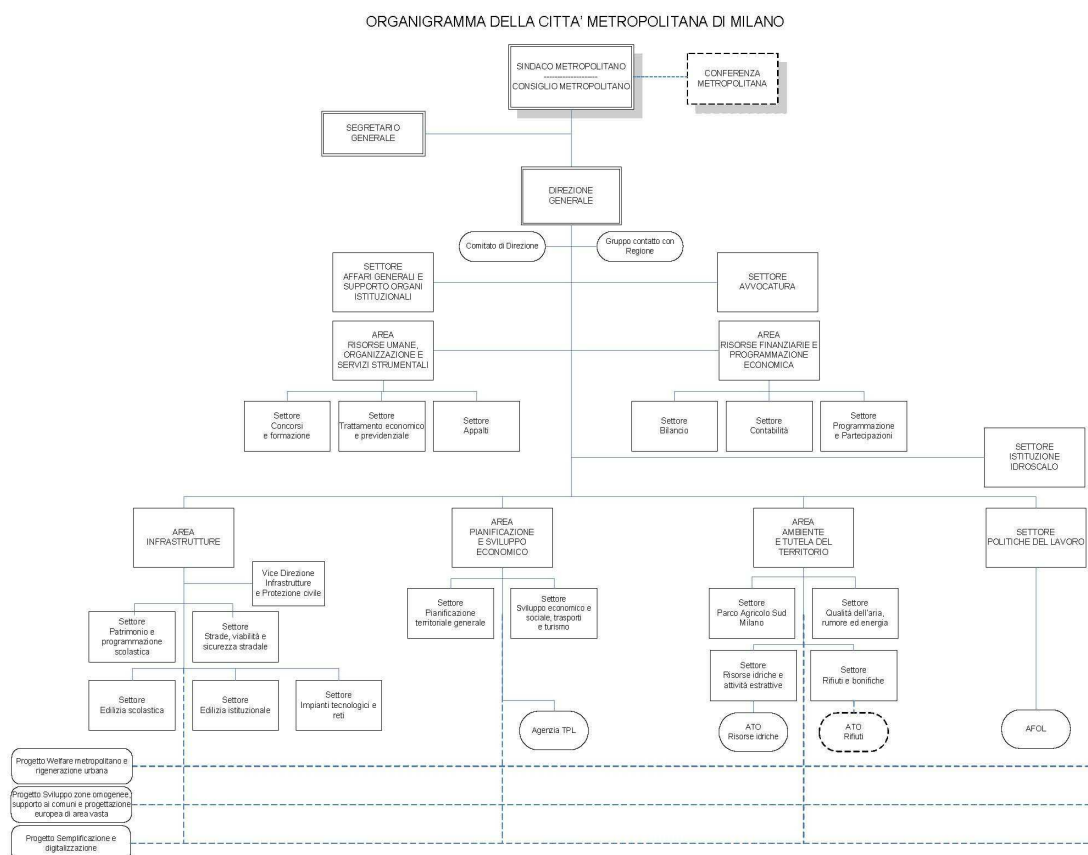 ORGANIGRAMMA DELLA CITTA' METROPOLITANA DI MILANO
SINDACO METROPOLITANO
--------------------
CONSIGLIO METROPOLITANO
CONFERENZA
METROPOLITANA
SEGRETARIO
GENERALE
DIREZIONE
GENERALE
Comitato di Direzione
Gruppo contatto con
Regione
SETTORE
AFFARI GENERALI E
SUPPORTO ORGANI
ISTITUZIONALI
SETTORE
AVVOCATURA
AREA
RISORSE UMANE,
ORGANIZZAZIONE E
SERVIZI STRUMENTALI
AREA
RISORSE FINANZIARIE E
PROGRAMMAZIONE
ECONOMICA
Settore
Concorsi
e formazione
Settore
Trattamento economico
e previdenziale
Settore
Appalti
Settore
Bilancio
Settore
Contabilità
Settore
Programmazione
e Partecipazioni
SETTORE
ISTITUZIONE
IDROSCALO
AREA
INFRASTRUTTURE
AREA
PIANIFICAZIONE
E SVILUPPO
ECONOMICO
AREA
AMBIENTE
E TUTELA DEL
TERRITORIO
SETTORE
POLITICHE DEL LAVORO
Vice Direzione
Infrastrutture
e Protezione civile
Settore
Patrimonio e
programmazione
scolastica
Settore
Strade, viabilità e
sicurezza stradale
Settore
Pianificazione
territoriale generale
Settore
Sviluppo economico e
sociale, trasporti
e turismo
Settore
Parco Agricolo Sud
Milano
Settore
Qualità dell'aria,
rumore ed energia
Settore
Edilizia scolastica
Settore
Edilizia istituzionale
Settore
Impianti tecnologici e
reti
Settore
Risorse idriche e
attività estrattive
Settore
Rifiuti e bonifiche
Agenzia TPL
ATO
Risorse idriche
ATO
Rifiuti
AFOL
Progetto Welfare metropolitano e
rigenerazione urbana
Progetto Sviluppo zone omogenee,
supporto ai comuni e progettazione
europea di area vasta
Progetto Semplificazione e
digitalizzazione